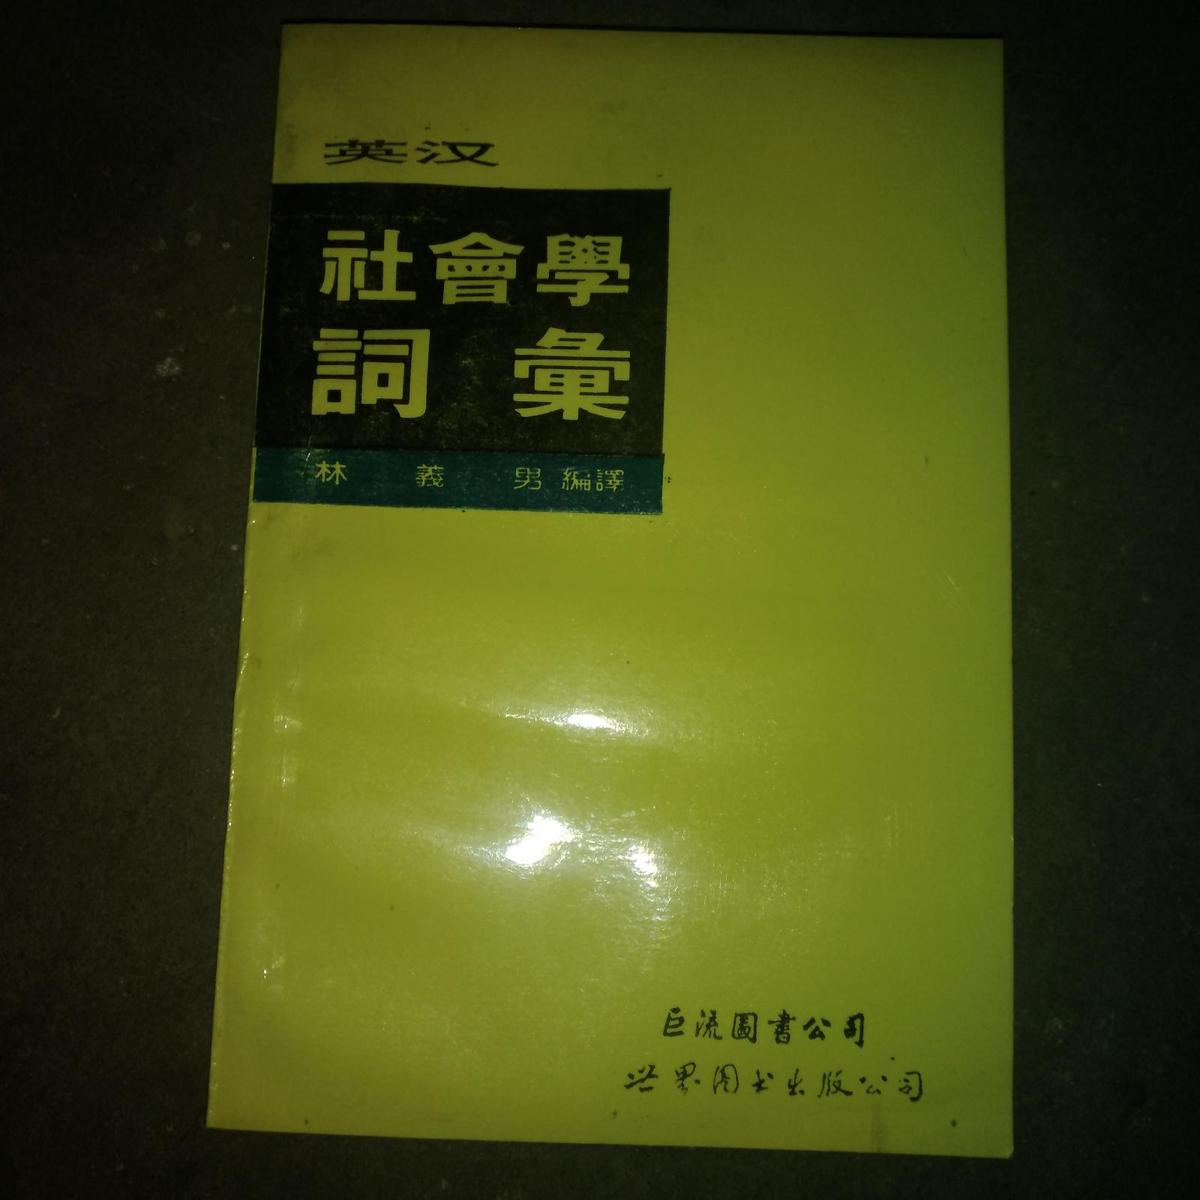 英汉
社會學
詞彙
林義男編譯
巨流圖書公司
世界图书出版公司